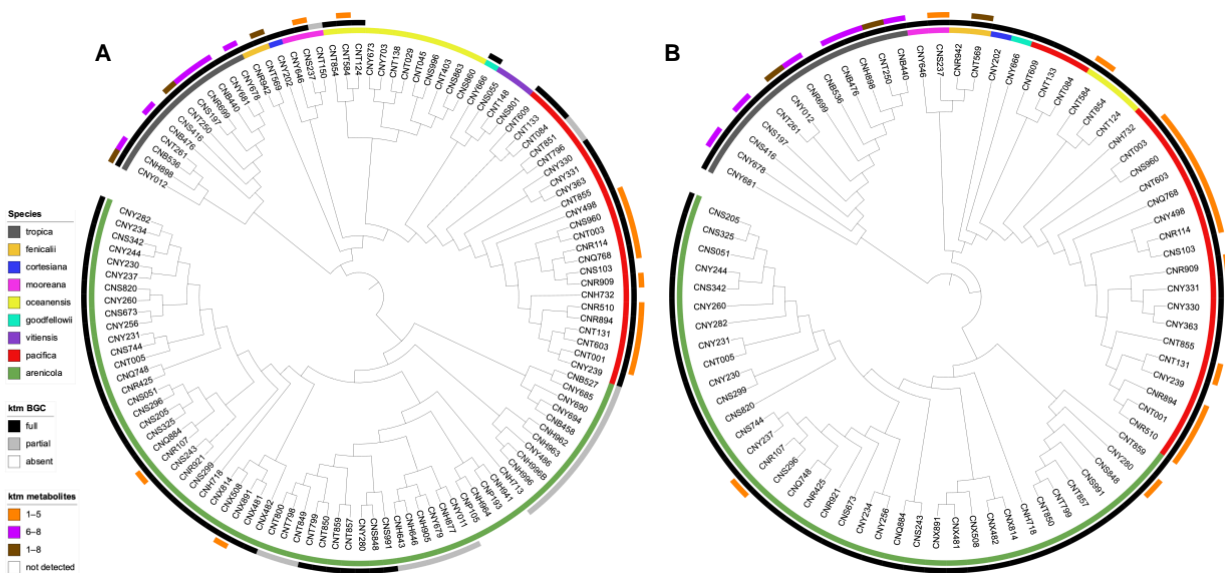 A
CNY012
CNH898
CNB536
CNT261
CNB476
CNS416
CNT250
CNS197
CNR699
CNB440
CNY681
CNY678
CNR942
CNT569
CNY202
CNY646
CNS237
CNT150
CNT854
CNT584
CNT124
CNY673
CNY703
CNT138
CNT029
CNT045
CNS996
CNT403
CNS863
CNS860
CNY666
CNS055
CNT148
CNS801
CNT609
CNT133
CNT084
CNT851
CNT796
CNY330
CNY331
CNY363
CNT855
CNY498
CNS960
CNT003
CNR114
CNQ768
CNS103
CNR909
CNH732
CNR510
CNR894
CNT131
CNT603
CNT001
CNY239
CNB527
CNY685
CNY690
CNY694
CNB458
CNH962
CNH963
CNY486
CNH996B
CNH996
CNH713
CNH941
CNP193
CNH964
CNP105
CNY011
CNH877
CNY679
CNH905
CNH646
CNH643
CNS991
CNS848
CNY280
CNT857
CNT859
CNT850
CNT799
CNT849
CNT798
CNT800
CNX482
CNX481
CNX891
CNX508
CNX814
CNH718
CNS299
CNR921
CNS243
CNR107
CNQ884
CNS325
CNS205
CNS296
CNS051
CNR425
CNQ748
CNT005
CNS744
CNY231
CNY256
CNS673
CNY260
CNS820
CNY237
CNY230
CNY244
CNS342
CNY234
CNY282
Species
tropica
fenicalii
cortesiana
mooreana
oceanensis
goodfellowii
vitiensis
pacifica
arenicola
ktm BGC
full
partial
absent
ktm metabolites
1–5
6–8
1–8
not detected
B
CNY681
CNY678
CNS416
CNS197
CNT261
CNY012
CNR699
CNB536
CNB476
CNH898
CNT250
CNB440
CNY646
CNS237
CNR942
CNT569
CNY202
CNY666
CNT609
CNT133
CNT084
CNT584
CNT854
CNT124
CNH732
CNT003
CNS960
CNT603
CNQ768
CNY498
CNR114
CNS103
CNR909
CNY331
CNY330
CNY363
CNT855
CNT131
CNY239
CNR894
CNT001
CNR510
CNT859
CNY280
CNS848
CNS991
CNT857
CNT799
CNT850
CNH718
CNX814
CNX482
CNX508
CNX481
CNX891
CNS243
CNQ884
CNY256
CNY234
CNS673
CNR921
CNR425
CNQ748
CNS296
CNR107
CNY237
CNS744
CNS820
CNS299
CNY230
CNT005
CNY231
CNY282
CNY260
CNS342
CNY244
CNS051
CNS325
CNS205